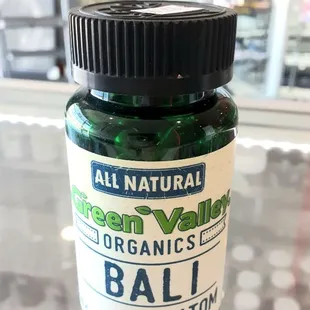 ALL NATURAL
Green Valley
ORGANICS
BALI